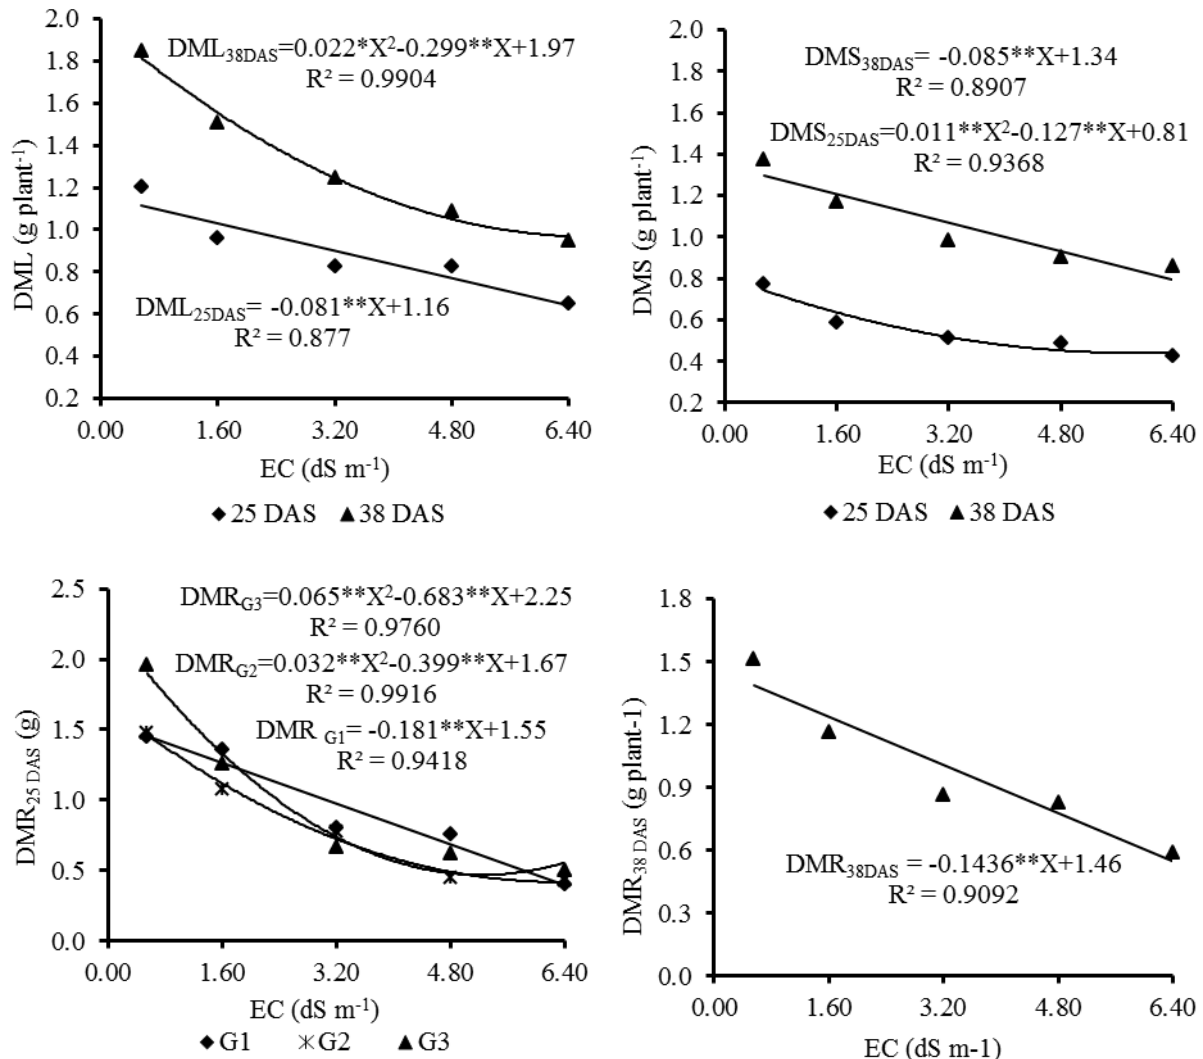 2.0
1.8
1.6
1.4
1.2
1.0
0.8
0.6
0.4
0.2
DML (g plant⁻¹)
DML38DAS=0.022*X²-0.299**X+1.97
R² = 0.9904
DML25DAS= -0.081**X+1.16
R² = 0.877
0.00 1.60 3.20 4.80 6.40
EC (dS m⁻¹)
◆ 25 DAS ▲ 38 DAS
2.0
1.8
1.6
1.4
1.2
1.0
0.8
0.6
0.4
0.2
DMS (g plant⁻¹)
DMS38DAS= -0.085**X+1.34
R² = 0.8907
DMS25DAS=0.011**X²-0.127**X+0.81
R² = 0.9368
0.00 1.60 3.20 4.80 6.40
EC (dS m⁻¹)
◆ 25 DAS ▲ 38 DAS
2.5
2.0
1.5
1.0
0.5
0.0
DMR25 DAS (g)
DMRG3=0.065**X²-0.683**X+2.25
R² = 0.9760
DMRG2=0.032**X²-0.399**X+1.67
R² = 0.9916
DMR G1= -0.181**X+1.55
R² = 0.9418
0.00 1.60 3.20 4.80 6.40
EC (dS m⁻¹)
◆ G1 ж G2 ▲ G3
1.8
1.5
1.2
0.9
0.6
0.3
0.0
DMR38 DAS (g plant-1)
DMR38DAS = -0.1436**X+1.46
R² = 0.9092
0.00 1.60 3.20 4.80 6.40
EC (dS m-1)